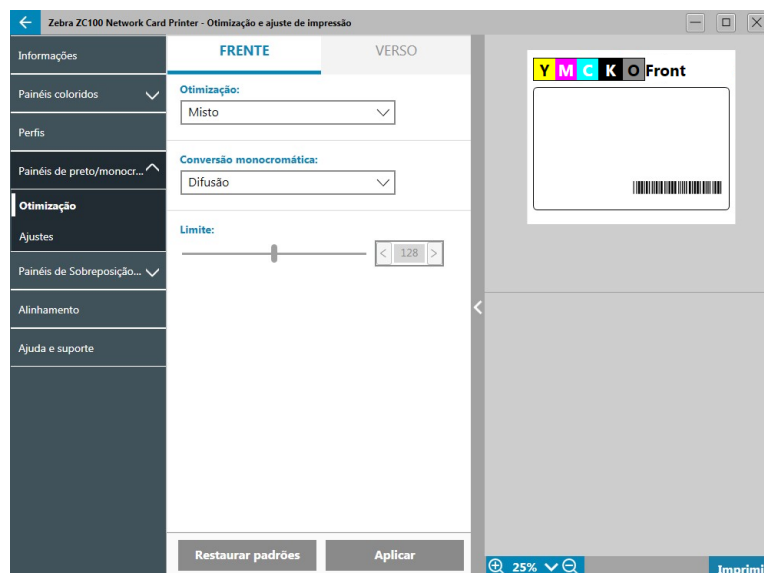 Zebra ZC100 Network Card Printer - Otimização e ajuste de impressão
Informações
Painéis coloridos
Perfis
Painéis de preto/monocr...
Otimização
Ajustes
Painéis de Sobreposição...
Alinhamento
Ajuda e suporte
FRENTE VERSO
Otimização:
Misto
Conversão monocromática:
Difusão
Limite:
< 128 >
Restaurar padrões Aplicar
Y M C K O Front
25%
Imprimi